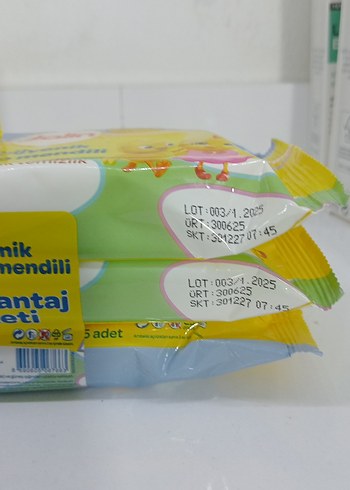 mendili
LOT:003/1.2025
ÜRT:300625
SKT:301227 07:45
nik
mendili
antaj
eti
LOT:003/1.2025
ÜRT:300625
SKT:301227 07:45
5 adet